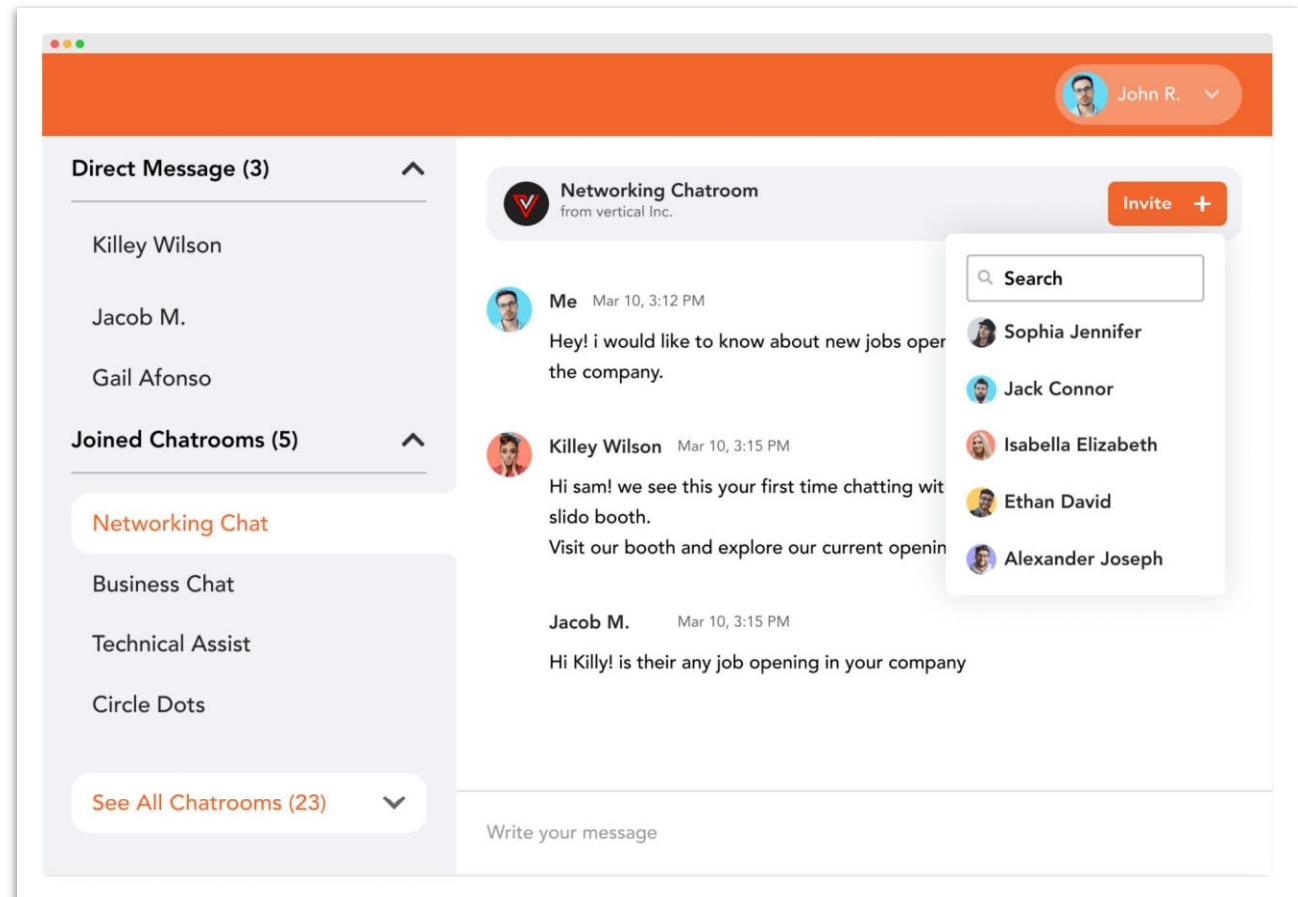 John R.
Direct Message (3)
Killey Wilson
Jacob M.
Gail Afonso
Joined Chatrooms (5)
Networking Chat
Business Chat
Technical Assist
Circle Dots
See All Chatrooms (23)
Networking Chatroom
from vertical Inc.
Invite +
Me Mar 10, 3:12 PM
Hey! i would like to know about new jobs
the company.
Killey Wilson Mar 10, 3:15 PM
Hi sam! we see this your first time chatting
slido booth.
Visit our booth and explore our current
Jacob M. Mar 10, 3:15 PM
Hi Killy! is their any job opening in your company
Search
Sophia Jennifer
Jack Connor
Isabella Elizabeth
Ethan David
Alexander Joseph
Write your message